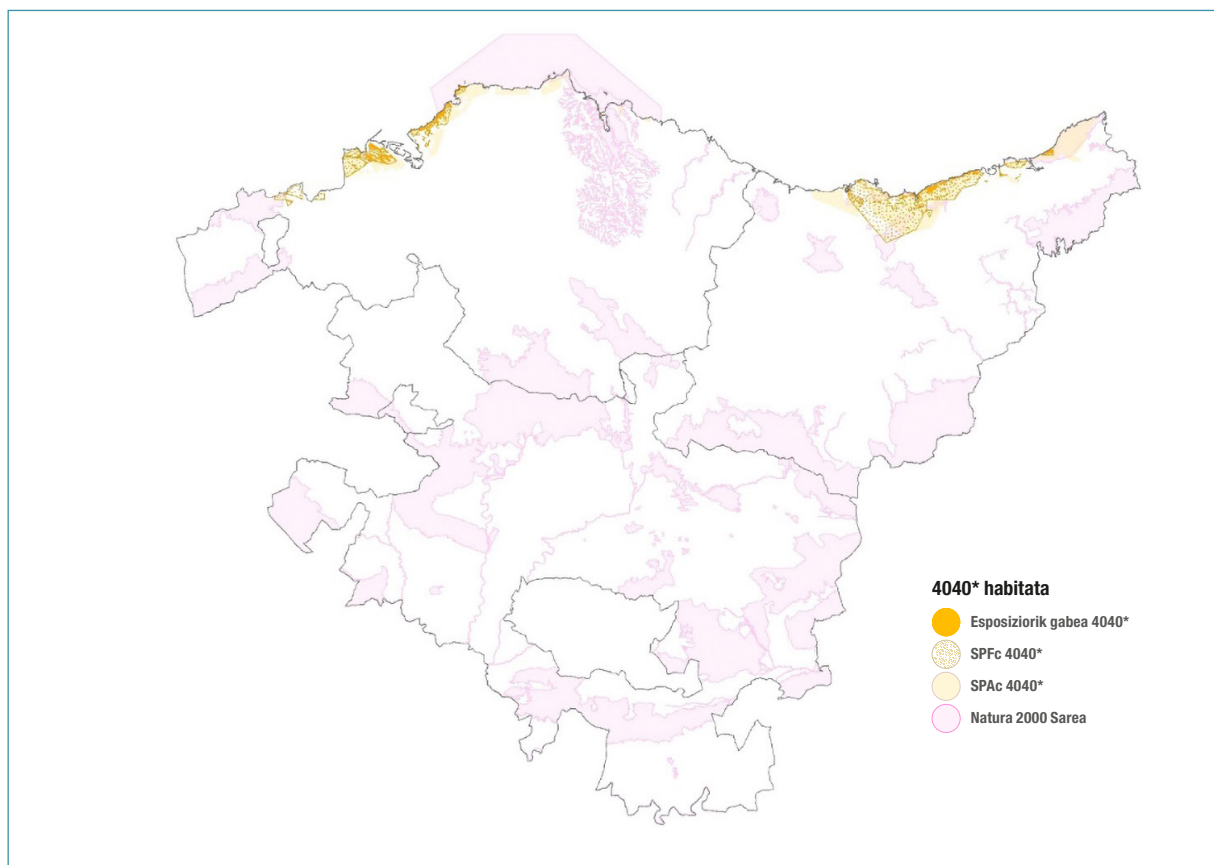 4040* habitata
Esposiziorik gabea 4040*
SPFc 4040*
SPAc 4040*
Natura 2000 Sarea